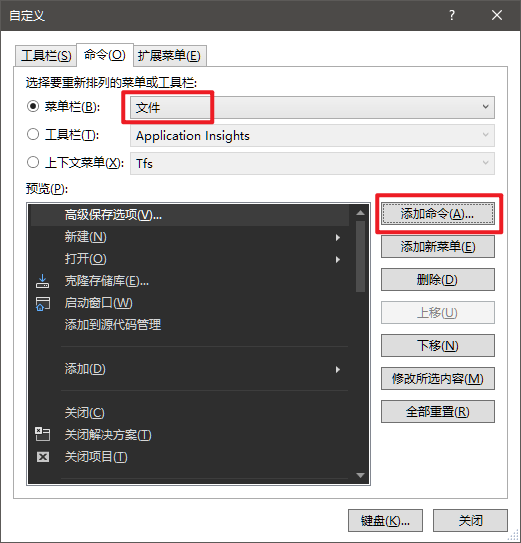 自定义
?
工具栏(S) 命令(O) 扩展菜单(E)
选择要重新排列的菜单或工具栏:
菜单栏(B): 文件
工具栏(T): Application Insights
上下文菜单(X): Tfs
预览(P):
高级保存选项(V)...
新建(N)
打开(O)
克隆存储库(E)...
启动窗口(W)
添加到源代码管理
添加(D)
关闭(C)
关闭解决方案(T)
关闭项目(T)
添加命令(A)...
添加新菜单(E)
删除(D)
上移(U)
下移(N)
修改所选内容(M)
全部重置(R)
键盘(K)... 关闭